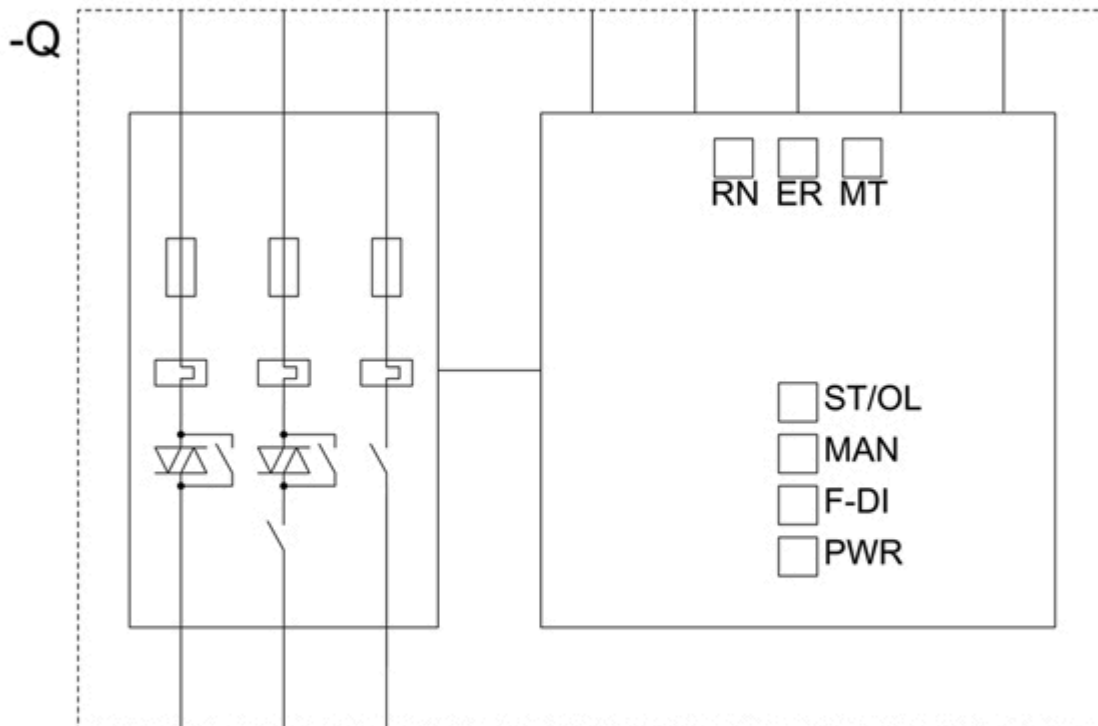 -Q
RN ER MT
ST/OL
MAN
F-DI
PWR